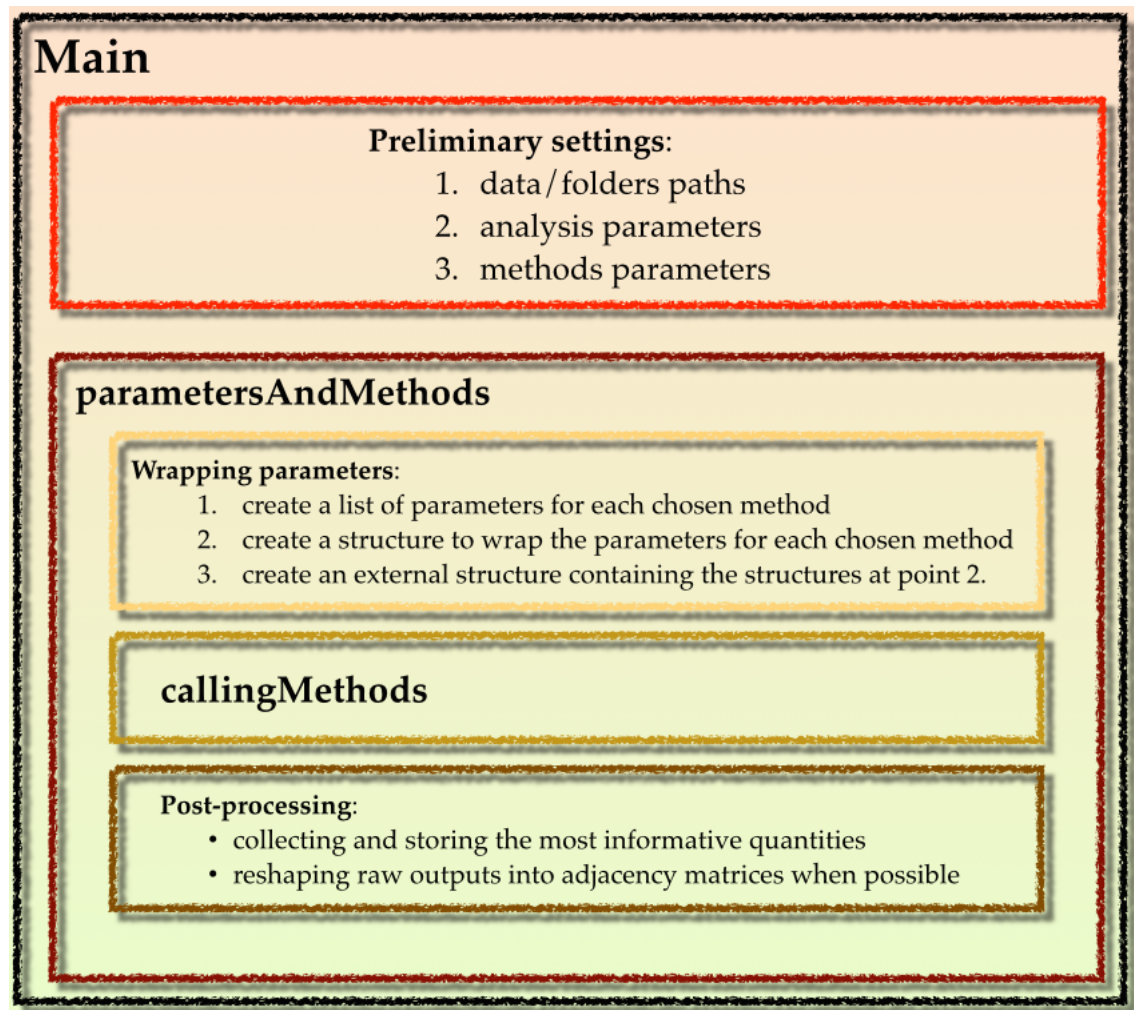 Main
Preliminary settings:
1. data/folders paths
2. analysis parameters
3. methods parameters
parametersAndMethods
Wrapping parameters:
1. create a list of parameters for each chosen method
2. create a structure to wrap the parameters for each chosen method
3. create an external structure containing the structures at point 2.
callingMethods
Post-processing:
• collecting and storing the most informative quantities
• reshaping raw outputs into adjacency matrices when possible